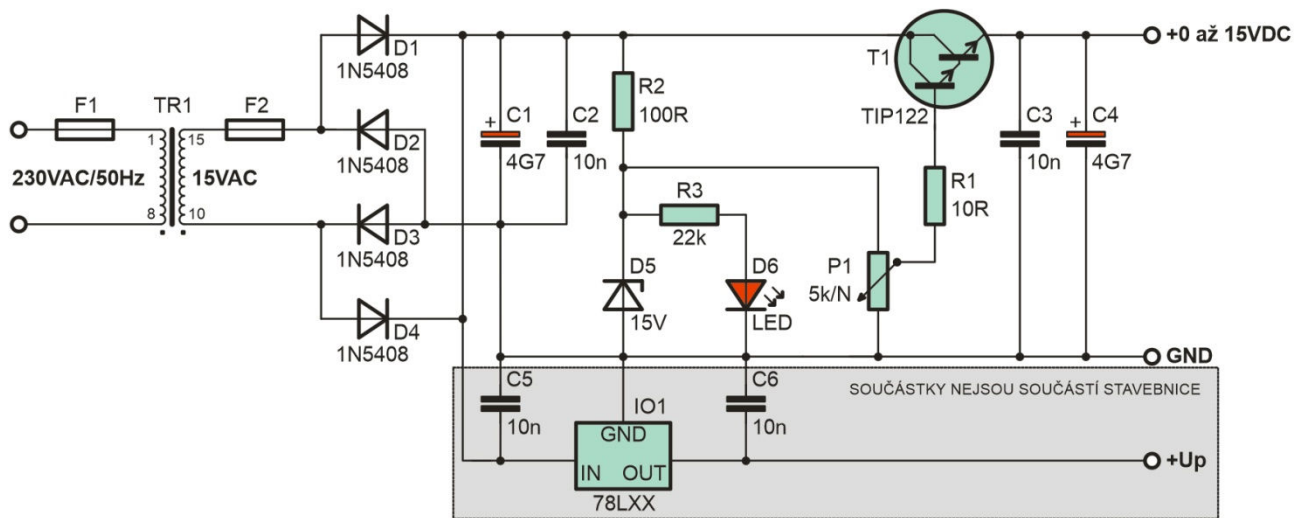 D1
1N5408
+0 až 15VDC
T1
TIP122
F1
TR1
F2
1
15
D2
1N5408
R2
100R
C1
+
4G7
C2
10n
C3
10n
C4
+
4G7
230VAC/50Hz
15VAC
8
10
D3
1N5408
R3
22k
R1
10R
D5
15V
D6
LED
P1
5k/N
D4
1N5408
GND
C5
10n
C6
10n
SOUČÁSTKY NEJSOU SOUČÁSTÍ STAVEBNICE
IO1
GND
IN OUT
78LXX
+Up